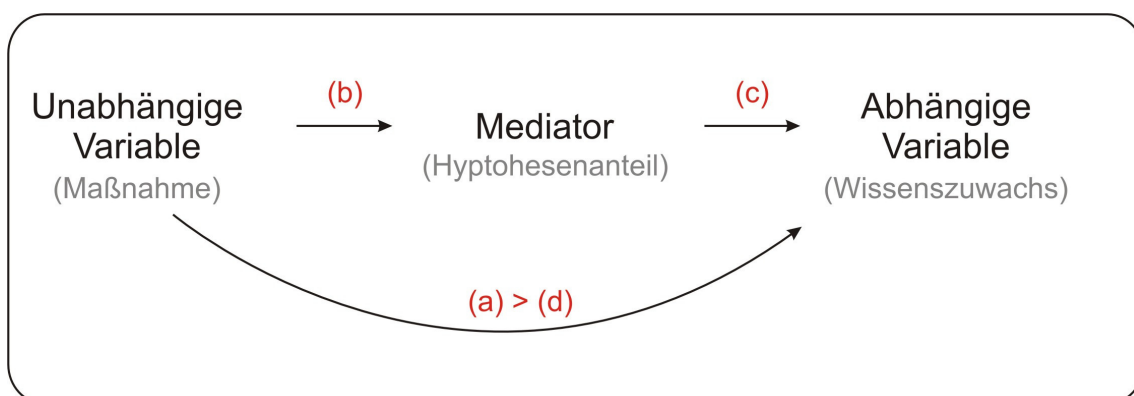 Unabhängige
Variable
(Maßnahme)
(b)
Mediator
(Hyptohesenanteil)
(c)
Abhängige
Variable
(Wissenszuwachs)
(a) > (d)